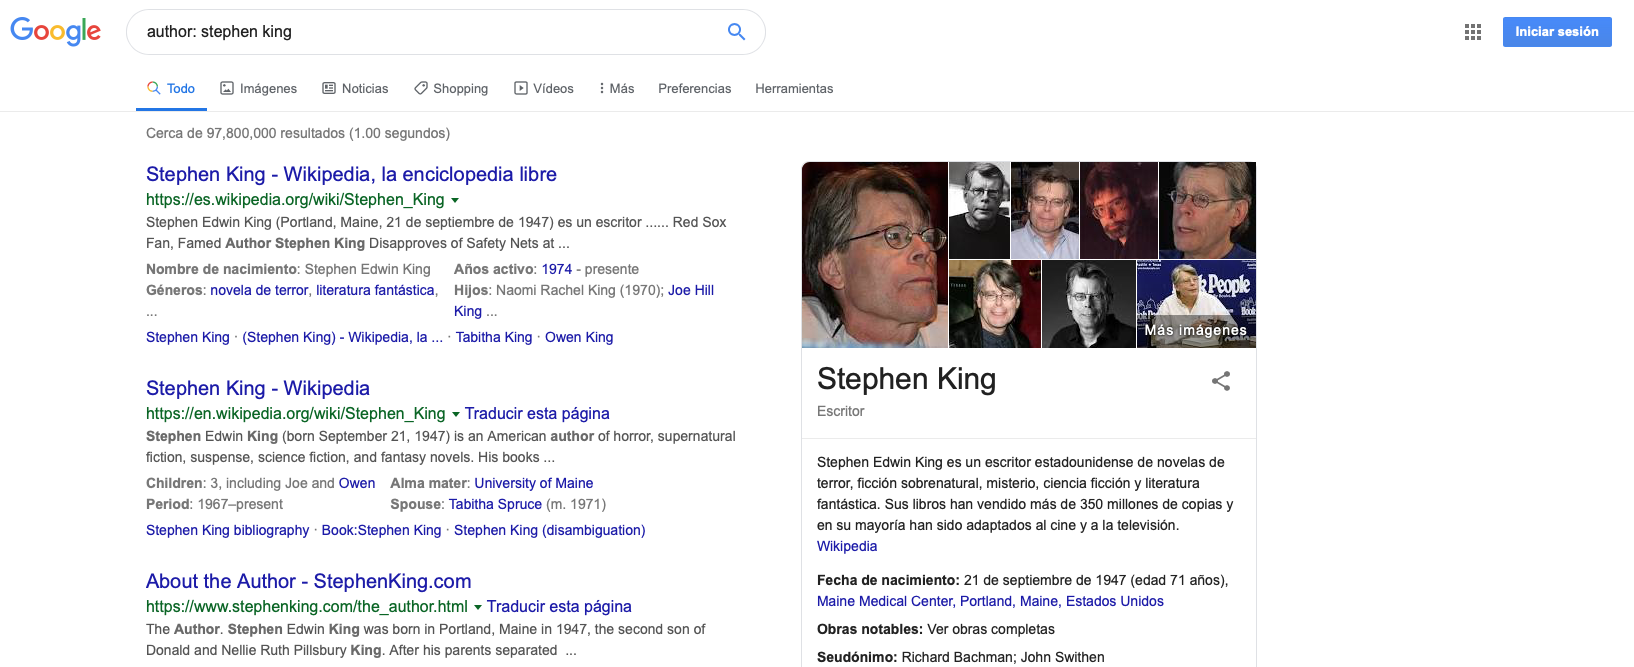 Google
author: stephen king
Iniciar sesión
Todo Imágenes Noticias Shopping Vídeos Más Preferencias Herramientas
Cerca de 97,800,000 resultados (1.00 segundos)
Stephen King - Wikipedia, la enciclopedia libre
https://es.wikipedia.org/wiki/Stephen_King
Stephen Edwin King (Portland, Maine, 21 de septiembre de 1947) es un escritor ...... Red Sox
Fan, Famed Author Stephen King Disapproves of Safety Nets at ...
Nombre de nacimiento: Stephen Edwin King Años activo: 1974 - presente
Géneros: novela de terror, literatura fantástica, Hijos: Naomi Rachel King (1970); Joe Hill
... King ...
Stephen King · (Stephen King) - Wikipedia, la ... · Tabitha King · Owen King
Stephen King - Wikipedia
https://en.wikipedia.org/wiki/Stephen_King Traducir esta página
Stephen Edwin King (born September 21, 1947) is an American author of horror, supernatural
fiction, suspense, science fiction, and fantasy novels. His books ...
Children: 3, including Joe and Owen Alma mater: University of Maine
Period: 1967–present Spouse: Tabitha Spruce (m. 1971)
Stephen King bibliography · Book:Stephen King · Stephen King (disambiguation)
About the Author - StephenKing.com
https://www.stephenking.com/the_author.html Traducir esta página
The Author. Stephen Edwin King was born in Portland, Maine in 1947, the second son of
Donald and Nellie Ruth Pillsbury King. After his parents separated ...
k People
Más imágenes
Stephen King
Escritor
Stephen Edwin King es un escritor estadounidense de novelas de
terror, ficción sobrenatural, misterio, ciencia ficción y literatura
fantástica. Sus libros han vendido más de 350 millones de copias y
en su mayoría han sido adaptados al cine y a la televisión.
Wikipedia
Fecha de nacimiento: 21 de septiembre de 1947 (edad 71 años),
Maine Medical Center, Portland, Maine, Estados Unidos
Obras notables: Ver obras completas
Seudónimo: Richard Bachman; John Swithen